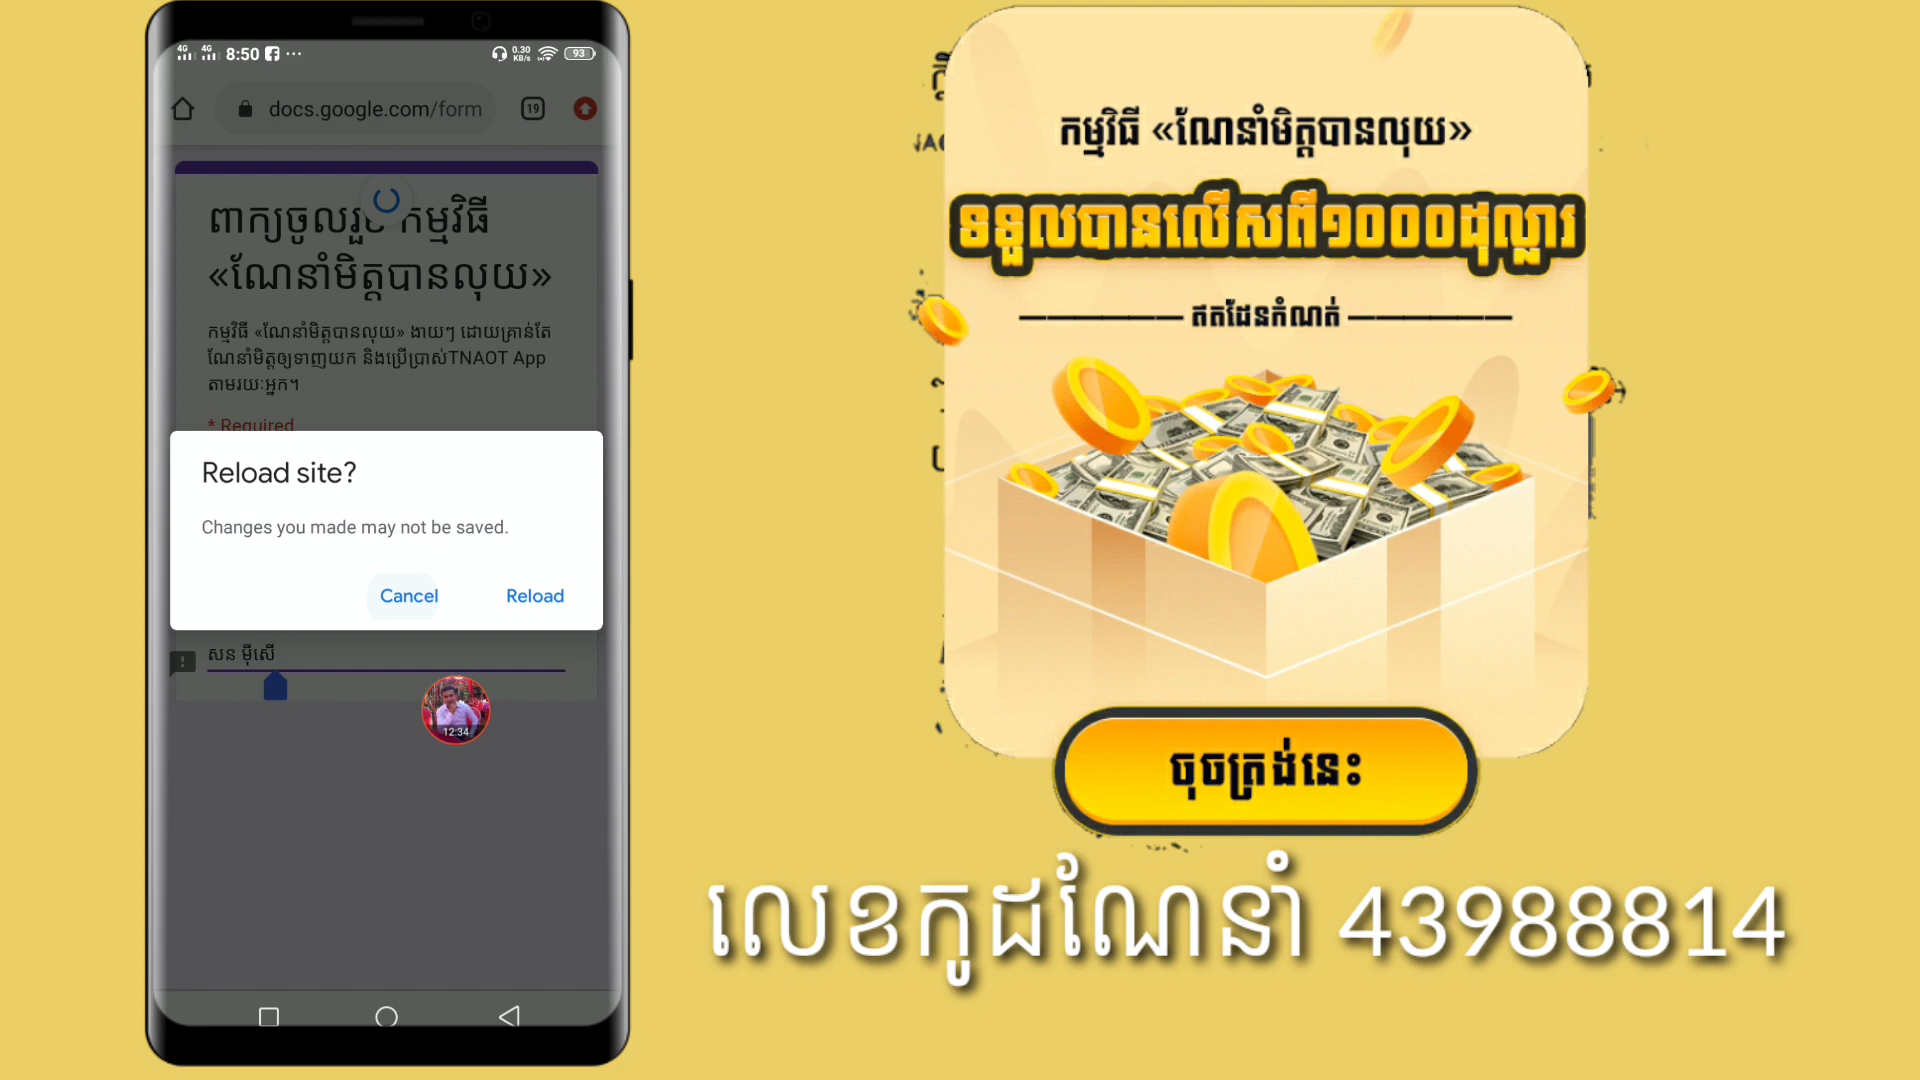 4G 4G 8:50 ... 0.30 KB/s 93
docs.google.com/form 19
ពាក្យចូលរួម កម្មវិធី
«ណែនាំមិត្តបានលុយ»
កម្មវិធី «ណែនាំមិត្តបានលុយ» ងាយៗ ដោយគ្រាន់តែ
ណែនាំមិត្តឲ្យទាញយក និងប្រើប្រាស់TNAOT App
តាមរយៈអ្នក។
* Required
Reload site?
Changes you made may not be saved.
Cancel Reload
សន ម៉ីសើ
12:34
កម្មវិធី «ណែនាំមិត្តបានលុយ»
ទទួលបានលើសពី១០០០ដុល្លារ
ឥតដែនកំណត់
ចុចត្រង់នេះ
លេខកូដណែនាំ 43988814